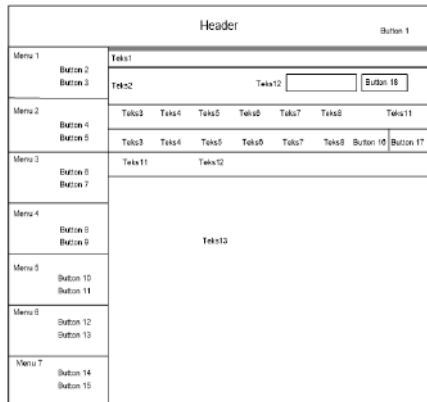 Header
Button 1
Menu 1
Button 2
Button 3
Menu 2
Button 4
Button 5
Menu 3
Button 6
Button 7
Menu 4
Button 8
Button 9
Menu 5
Button 10
Button 11
Menu 6
Button 12
Button 13
Menu 7
Button 14
Button 15
Teks1
Teks2 Teks12 Button 18
Teks3 Teks4 Teks5 Teks6 Teks7 Teks8 Teks11
Teks3 Teks4 Teks5 Teks6 Teks7 Teks8 Button 16 Button 17
Teks11 Teks12
Teks13